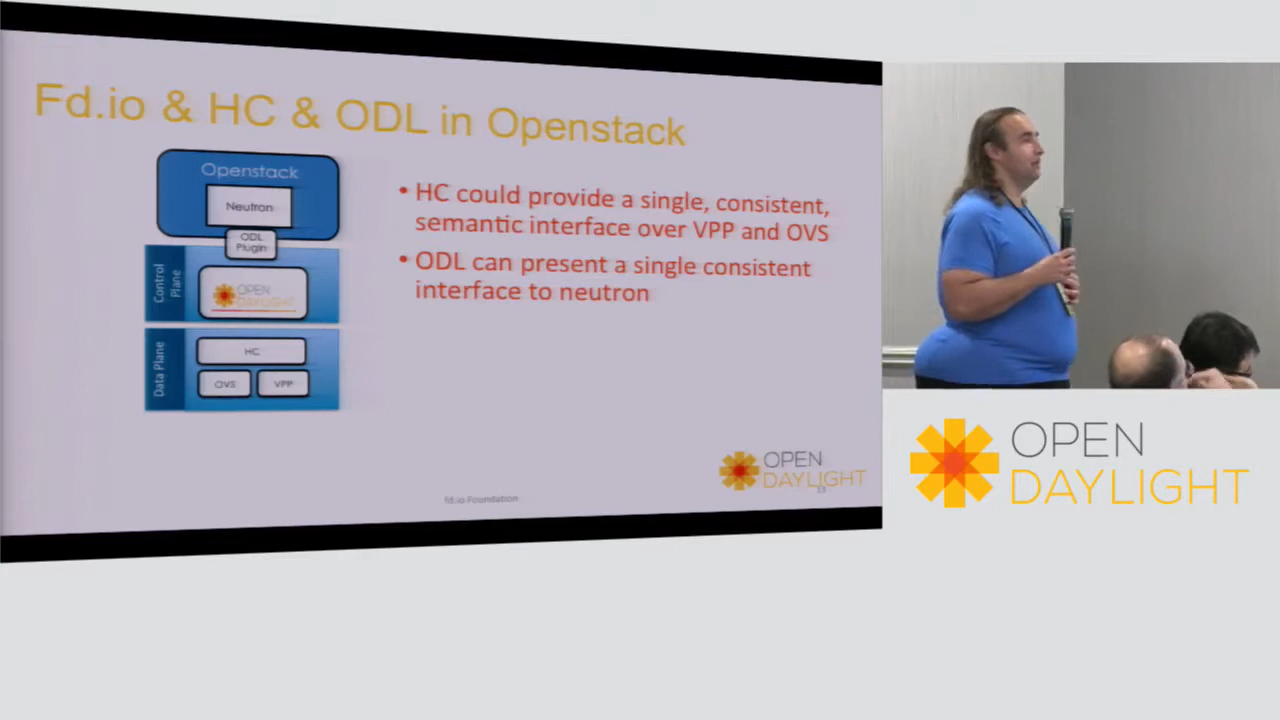 Fd.io & HC & ODL in Openstack
Openstack
Neutron
ODL
Plugin
Control
Plane
OPEN
DAYLIGHT
Data Plane
HC
OVS
VPP
• HC could provide a single, consistent,
semantic interface over VPP and OVS
• ODL can present a single consistent
interface to neutron
fd.io Foundation
OPEN
DAYLIGHT
OPEN
DAYLIGHT